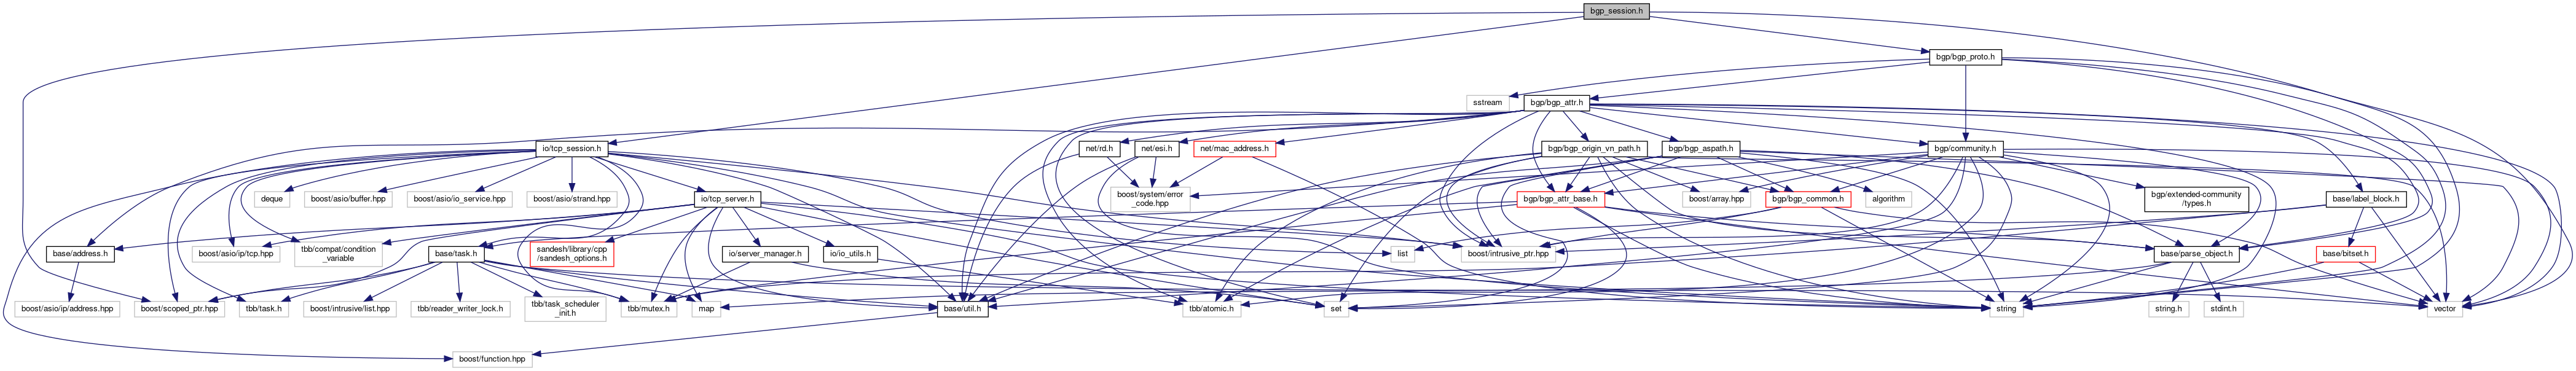 bgp_session.h
bgp/bgp_proto.h
sstream
bgp/bgp_attr.h
io/tcp_session.h
net/rd.h
net/esi.h
net/mac_address.h
bgp/bgp_origin_vn_path.h
bgp/bgp_aspath.h
bgp/community.h
deque
boost/asio/buffer.hpp
boost/asio/io_service.hpp
boost/asio/strand.hpp
io/tcp_server.h
boost/system/error
_code.hpp
bgp/bgp_attr_base.h
boost/array.hpp
bgp/bgp_common.h
algorithm
bgp/extended-community
/types.h
base/label_block.h
base/address.h
boost/asio/ip/tcp.hpp
tbb/compat/condition
_variable
base/task.h
sandesh/library/cpp
/sandesh_options.h
io/server_manager.h
io/io_utils.h
list
boost/intrusive_ptr.hpp
base/parse_object.h
base/bitset.h
boost/asio/ip/address.hpp
boost/scoped_ptr.hpp
tbb/task.h
boost/intrusive/list.hpp
tbb/reader_writer_lock.h
tbb/task_scheduler
_init.h
tbb/mutex.h
map
base/util.h
tbb/atomic.h
set
string
string.h
stdint.h
vector
boost/function.hpp